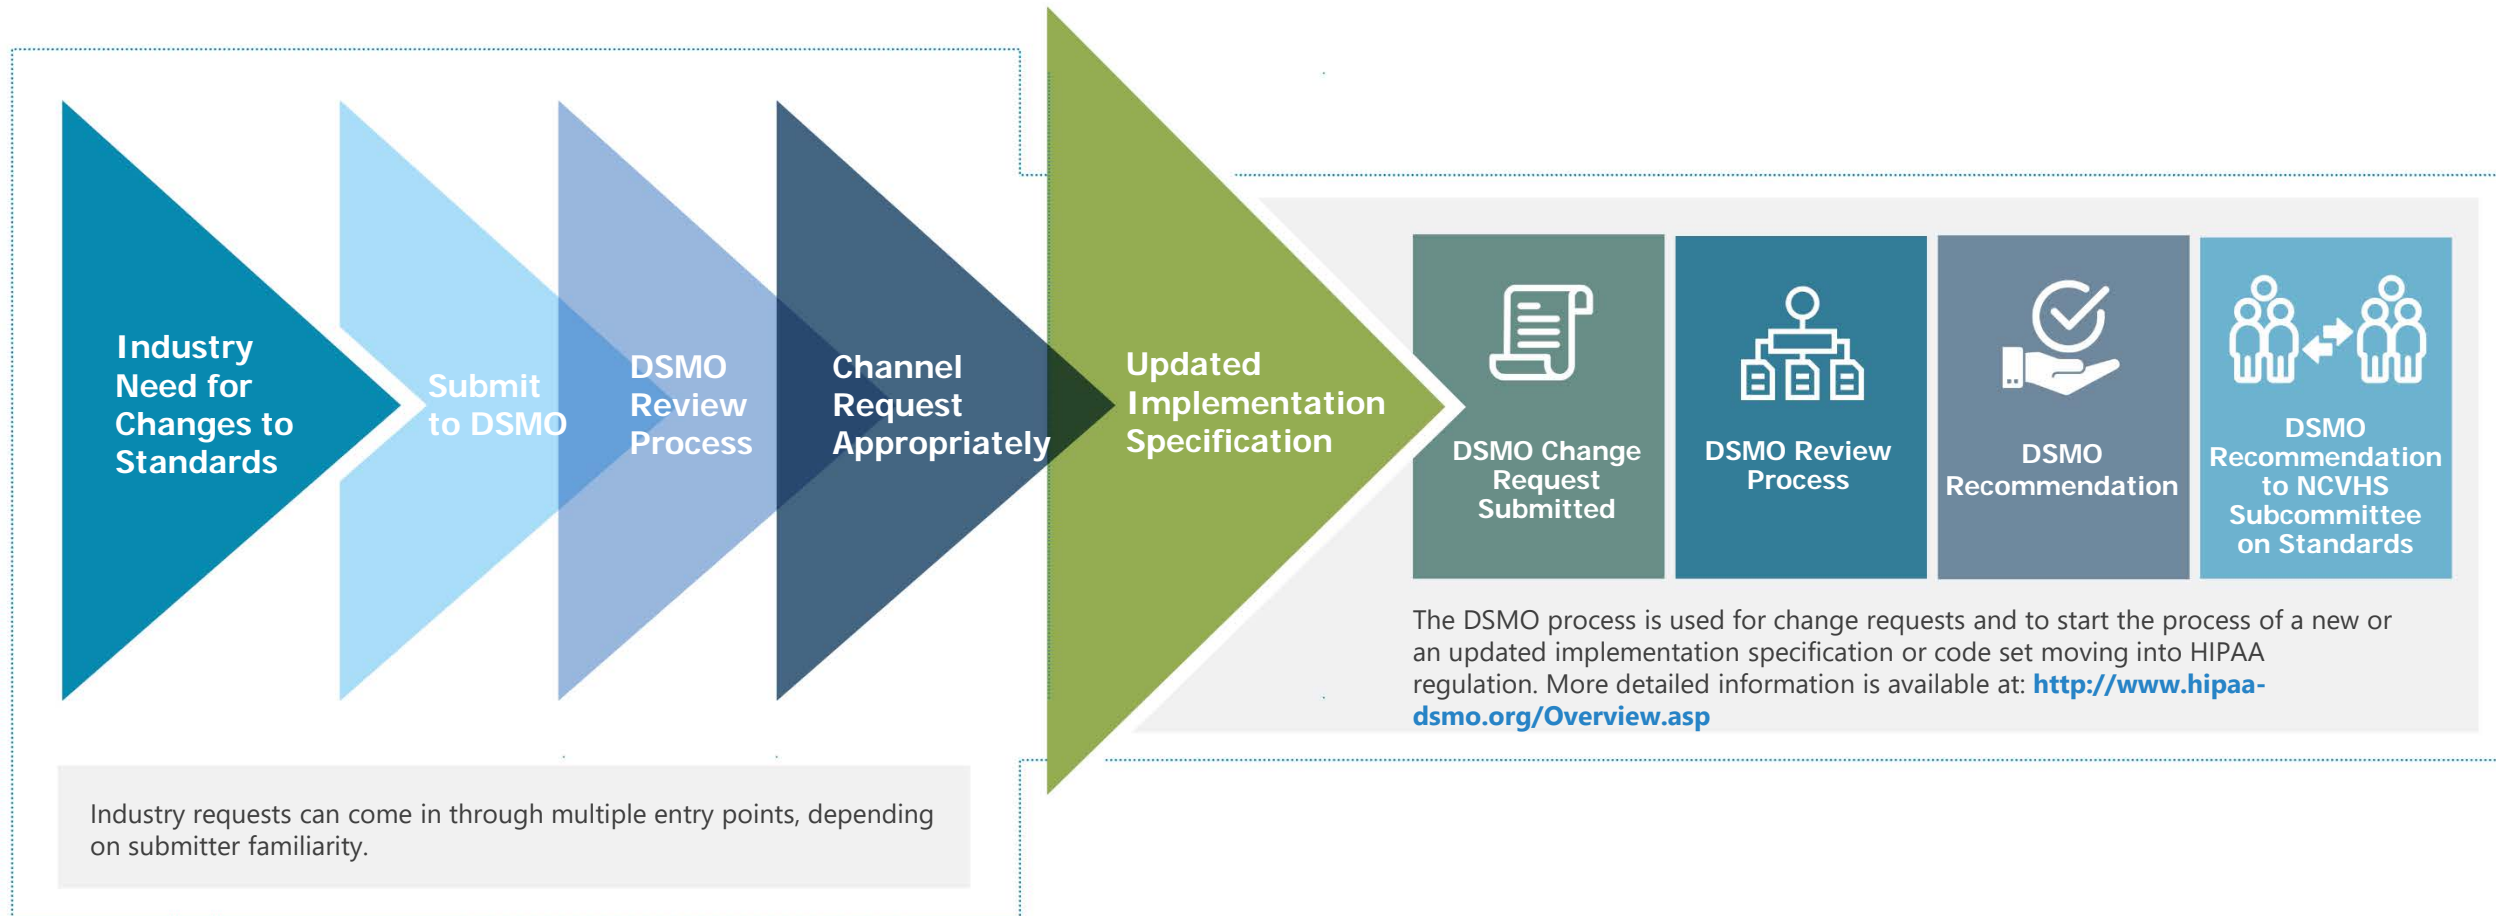 Industry
Need for
Changes to
Standards
Submit
to DSMO
DSMO
Review
Process
Channel
Request
Appropriately
Updated
Implementation
Specification
DSMO Change
Request
Submitted
DSMO Review
Process
DSMO
Recommendation
DSMO
Recommendation
to NCVHS
Subcommittee
on Standards
The DSMO process is used for change requests and to start the process of a new or
an updated implementation specification or code set moving into HIPAA
regulation. More detailed information is available at: http://www.hipaa-
dsmo.org/Overview.asp
Industry requests can come in through multiple entry points, depending
on submitter familiarity.